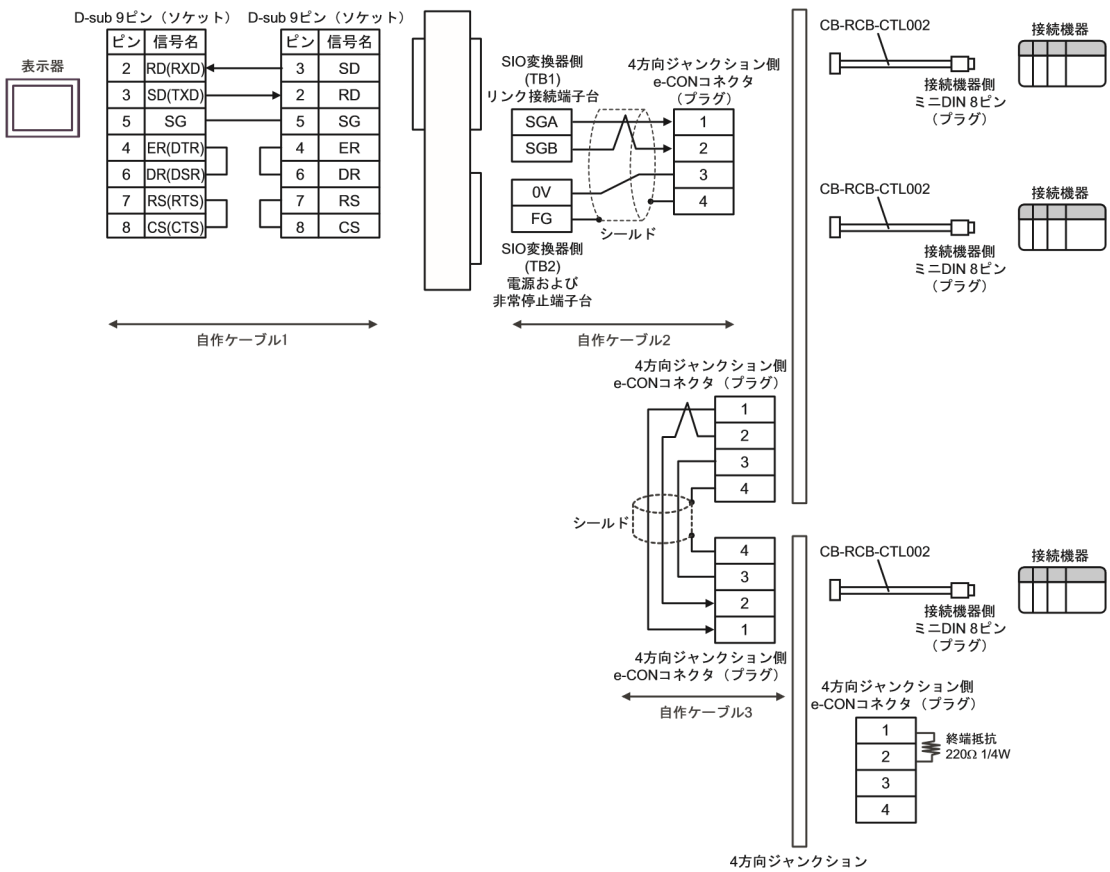 D-sub 9ピン（ソケット） D-sub 9ピン（ソケット）
表示器
ピン 信号名
2 RD(RXD)
3 SD(TXD)
5 SG
4 ER(DTR)
6 DR(DSR)
7 RS(RTS)
8 CS(CTS)
ピン 信号名
3 SD
2 RD
5 SG
4 ER
6 DR
7 RS
8 CS
自作ケーブル1
SIO変換器側
(TB1)
リンク接続端子台
SGA
SGB
0V
FG
SIO変換器側
(TB2)
電源および
非常停止端子台
4方向ジャンクション側
e-CONコネクタ
（プラグ）
1
2
3
4
シールド
自作ケーブル2
CB-RCB-CTL002
接続機器側
ミニDIN 8ピン
（プラグ）
接続機器
CB-RCB-CTL002
接続機器側
ミニDIN 8ピン
（プラグ）
接続機器
4方向ジャンクション側
e-CONコネクタ（プラグ）
1
2
3
4
シールド
4
3
2
1
4方向ジャンクション側
e-CONコネクタ（プラグ）
自作ケーブル3
CB-RCB-CTL002
接続機器側
ミニDIN 8ピン
（プラグ）
接続機器
4方向ジャンクション側
e-CONコネクタ（プラグ）
1
2
3
4
終端抵抗
220Ω 1/4W
4方向ジャンクション